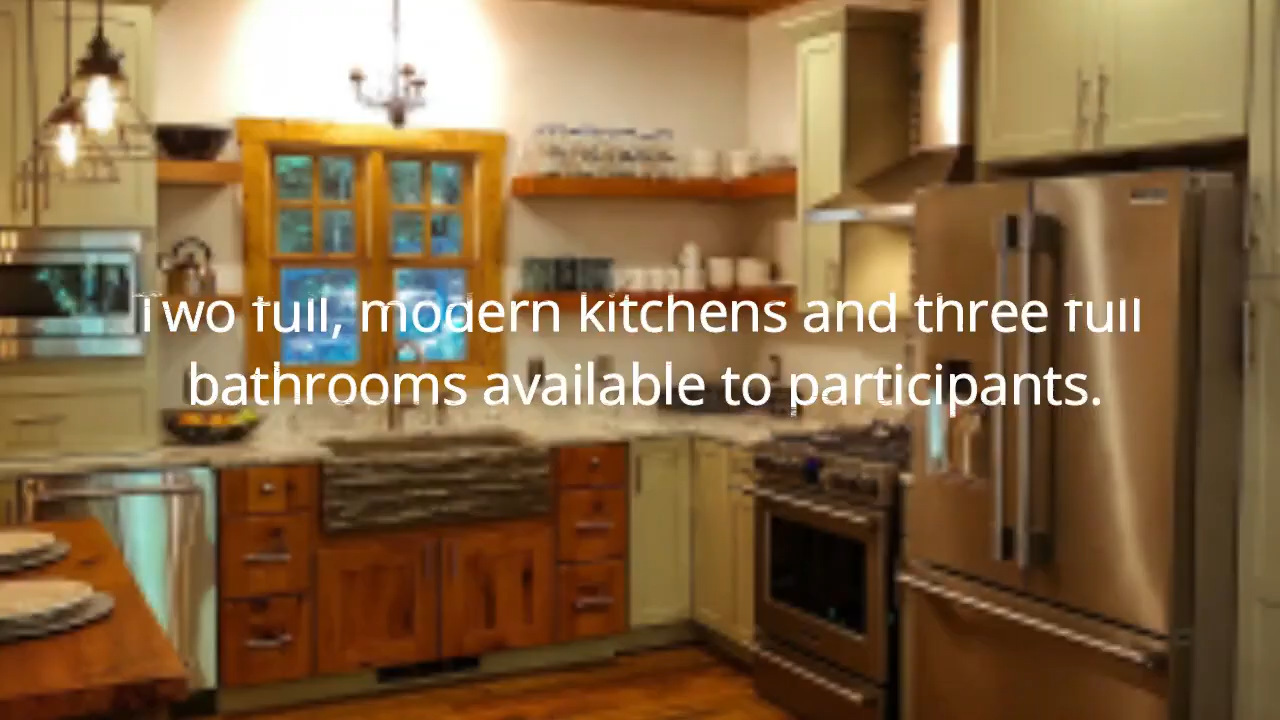 Two full, modern kitchens and three full
bathrooms available to participants.